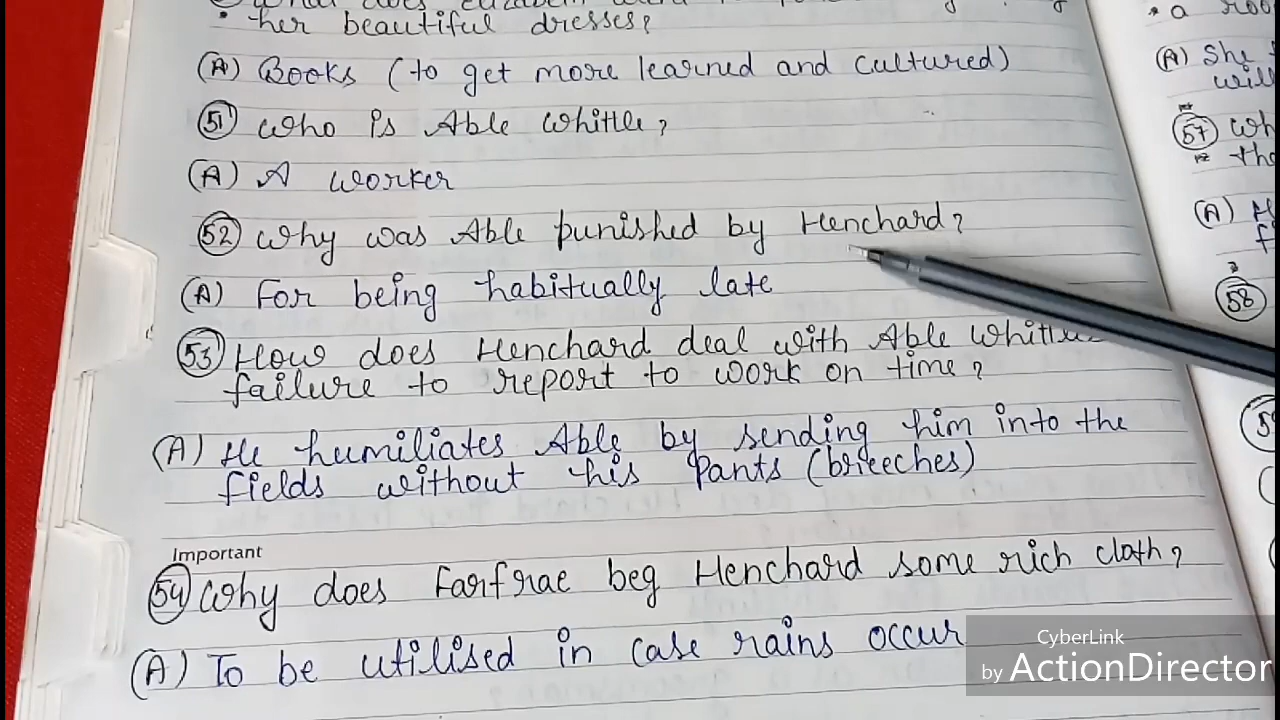 her beautiful dresses?
(A) Books (to get more learned and cultured)
51 Who is Able Whittle?
(A) A worker
52 Why was Able punished by Henchard?
(A) For being habitually late
53 How does Henchard deal with Able
failure to report to work on time?
(A) He humiliates Able by sending him into the
fields without his pants (breeches)
Important
54 Why does Farfrae beg Henchard some rich cloth?
(A) To be utilised in case rains occur
a
(A) She
will
57
(A)
58
CyberLink
by ActionDirector